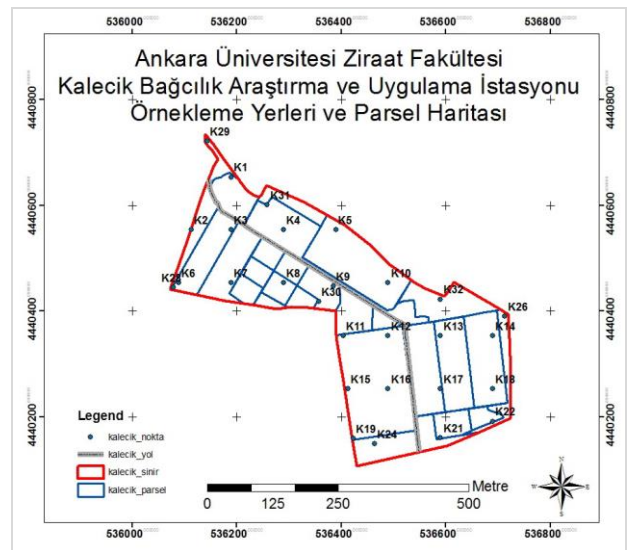 536000 536200 536400 536600 536800
Ankara Üniversitesi Ziraat Fakültesi
Kalecik Bağcılık Araştırma ve Uygulama İstasyonu
Örnekleme Yerleri ve Parsel Haritası
4440800 4440800
K29
K1
K31
4440600 4440600
K2 K3 K4 K5
K28 K6 K7 K8 K9 K10
K30 K32
4440400 4440400
K26
K11 K12 K13 K14
K15 K16 K17 K18
K22
4440200 4440200
K19 K24 K21
Legend
kalecik_nokta
kalecik_yol
kalecik_sinir
kalecik_parsel
Metre
0 125 250 500
536000 536200 536400 536600 536800